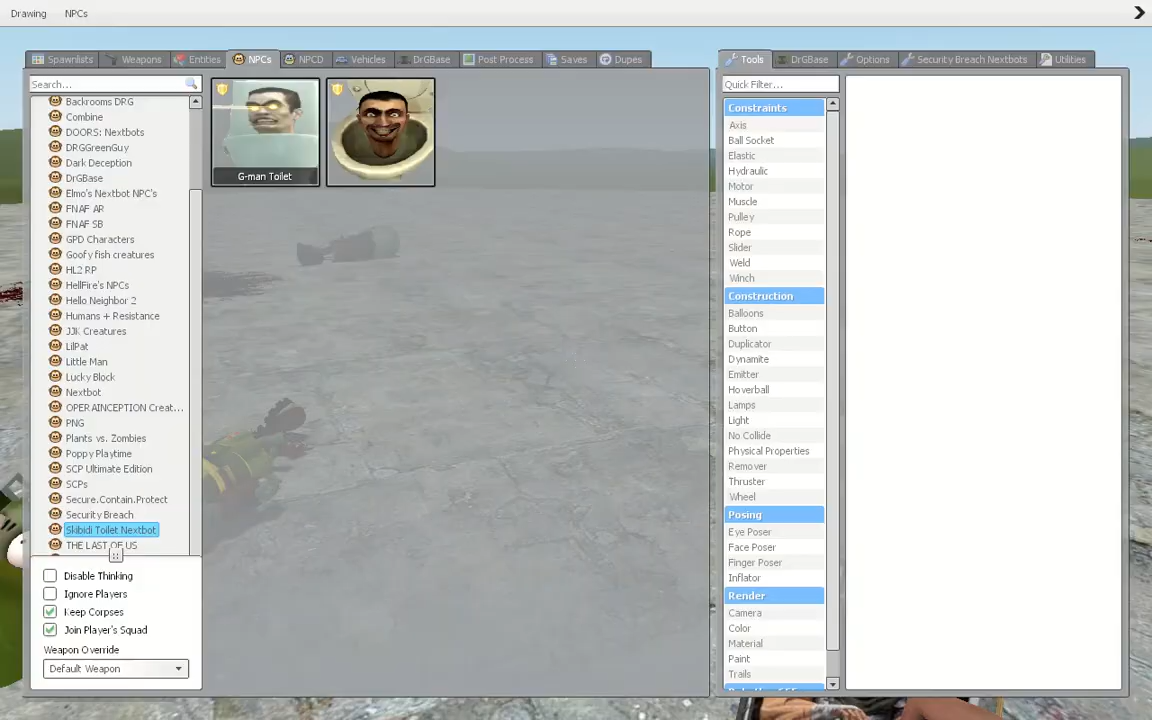 Drawing NPCs
Spawnlists Weapons Entities NPCs NPCD Vehicles DrGBase Post Process Saves Dupes
Search...
Backrooms DRG
Combine
DOORS: Nextbots
DRGGreenGuy
Dark Deception
DrGBase
Elmo's Nextbot NPC's
FNAF AR
FNAF SB
GPD Characters
Goofy fish creatures
HL2 RP
HellFire's NPCs
Hello Neighbor 2
Humans + Resistance
JJK Creatures
LilPat
Little Man
Lucky Block
Nextbot
OPERAINCEPTION Creat...
PNG
Plants vs. Zombies
Poppy Playtime
SCP Ultimate Edition
SCPs
Secure.Contain.Protect
Security Breach
Skibidi Toilet Nextbot
THE LAST OF US
Disable Thinking
Ignore Players
Keep Corpses
Join Player's Squad
Weapon Override
Default Weapon
G-man Toilet
Tools DrGBase Options Security Breach Nextbots Utilities
Quick Filter...
Constraints
Axis
Ball Socket
Elastic
Hydraulic
Motor
Muscle
Pulley
Rope
Slider
Weld
Winch
Construction
Balloons
Button
Duplicator
Dynamite
Emitter
Hoverball
Lamps
Light
No Collide
Physical Properties
Remover
Thruster
Wheel
Posing
Eye Poser
Face Poser
Finger Poser
Inflator
Render
Camera
Color
Material
Paint
Trails